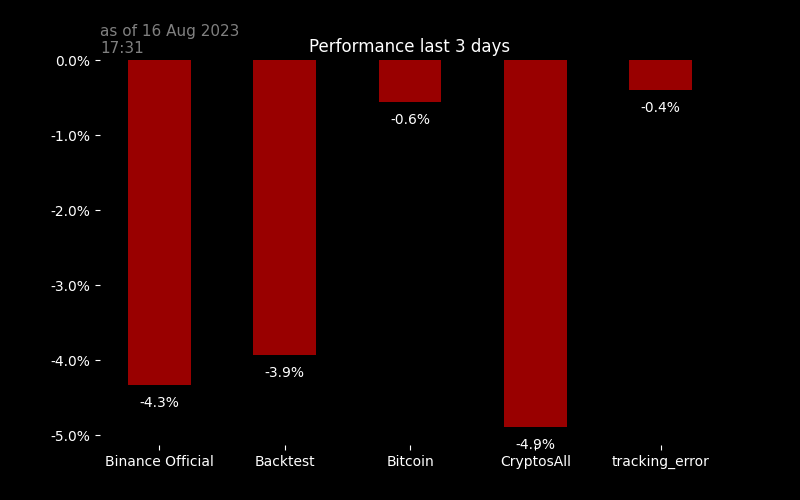 as of 16 Aug 2023
17:31
Performance last 3 days
0.0%
-1.0%
-2.0%
-3.0%
-4.0%
-5.0%
-4.3%
-3.9%
-0.6%
-4.9%
-0.4%
Binance Official
Backtest
Bitcoin
CryptosAll
tracking_error